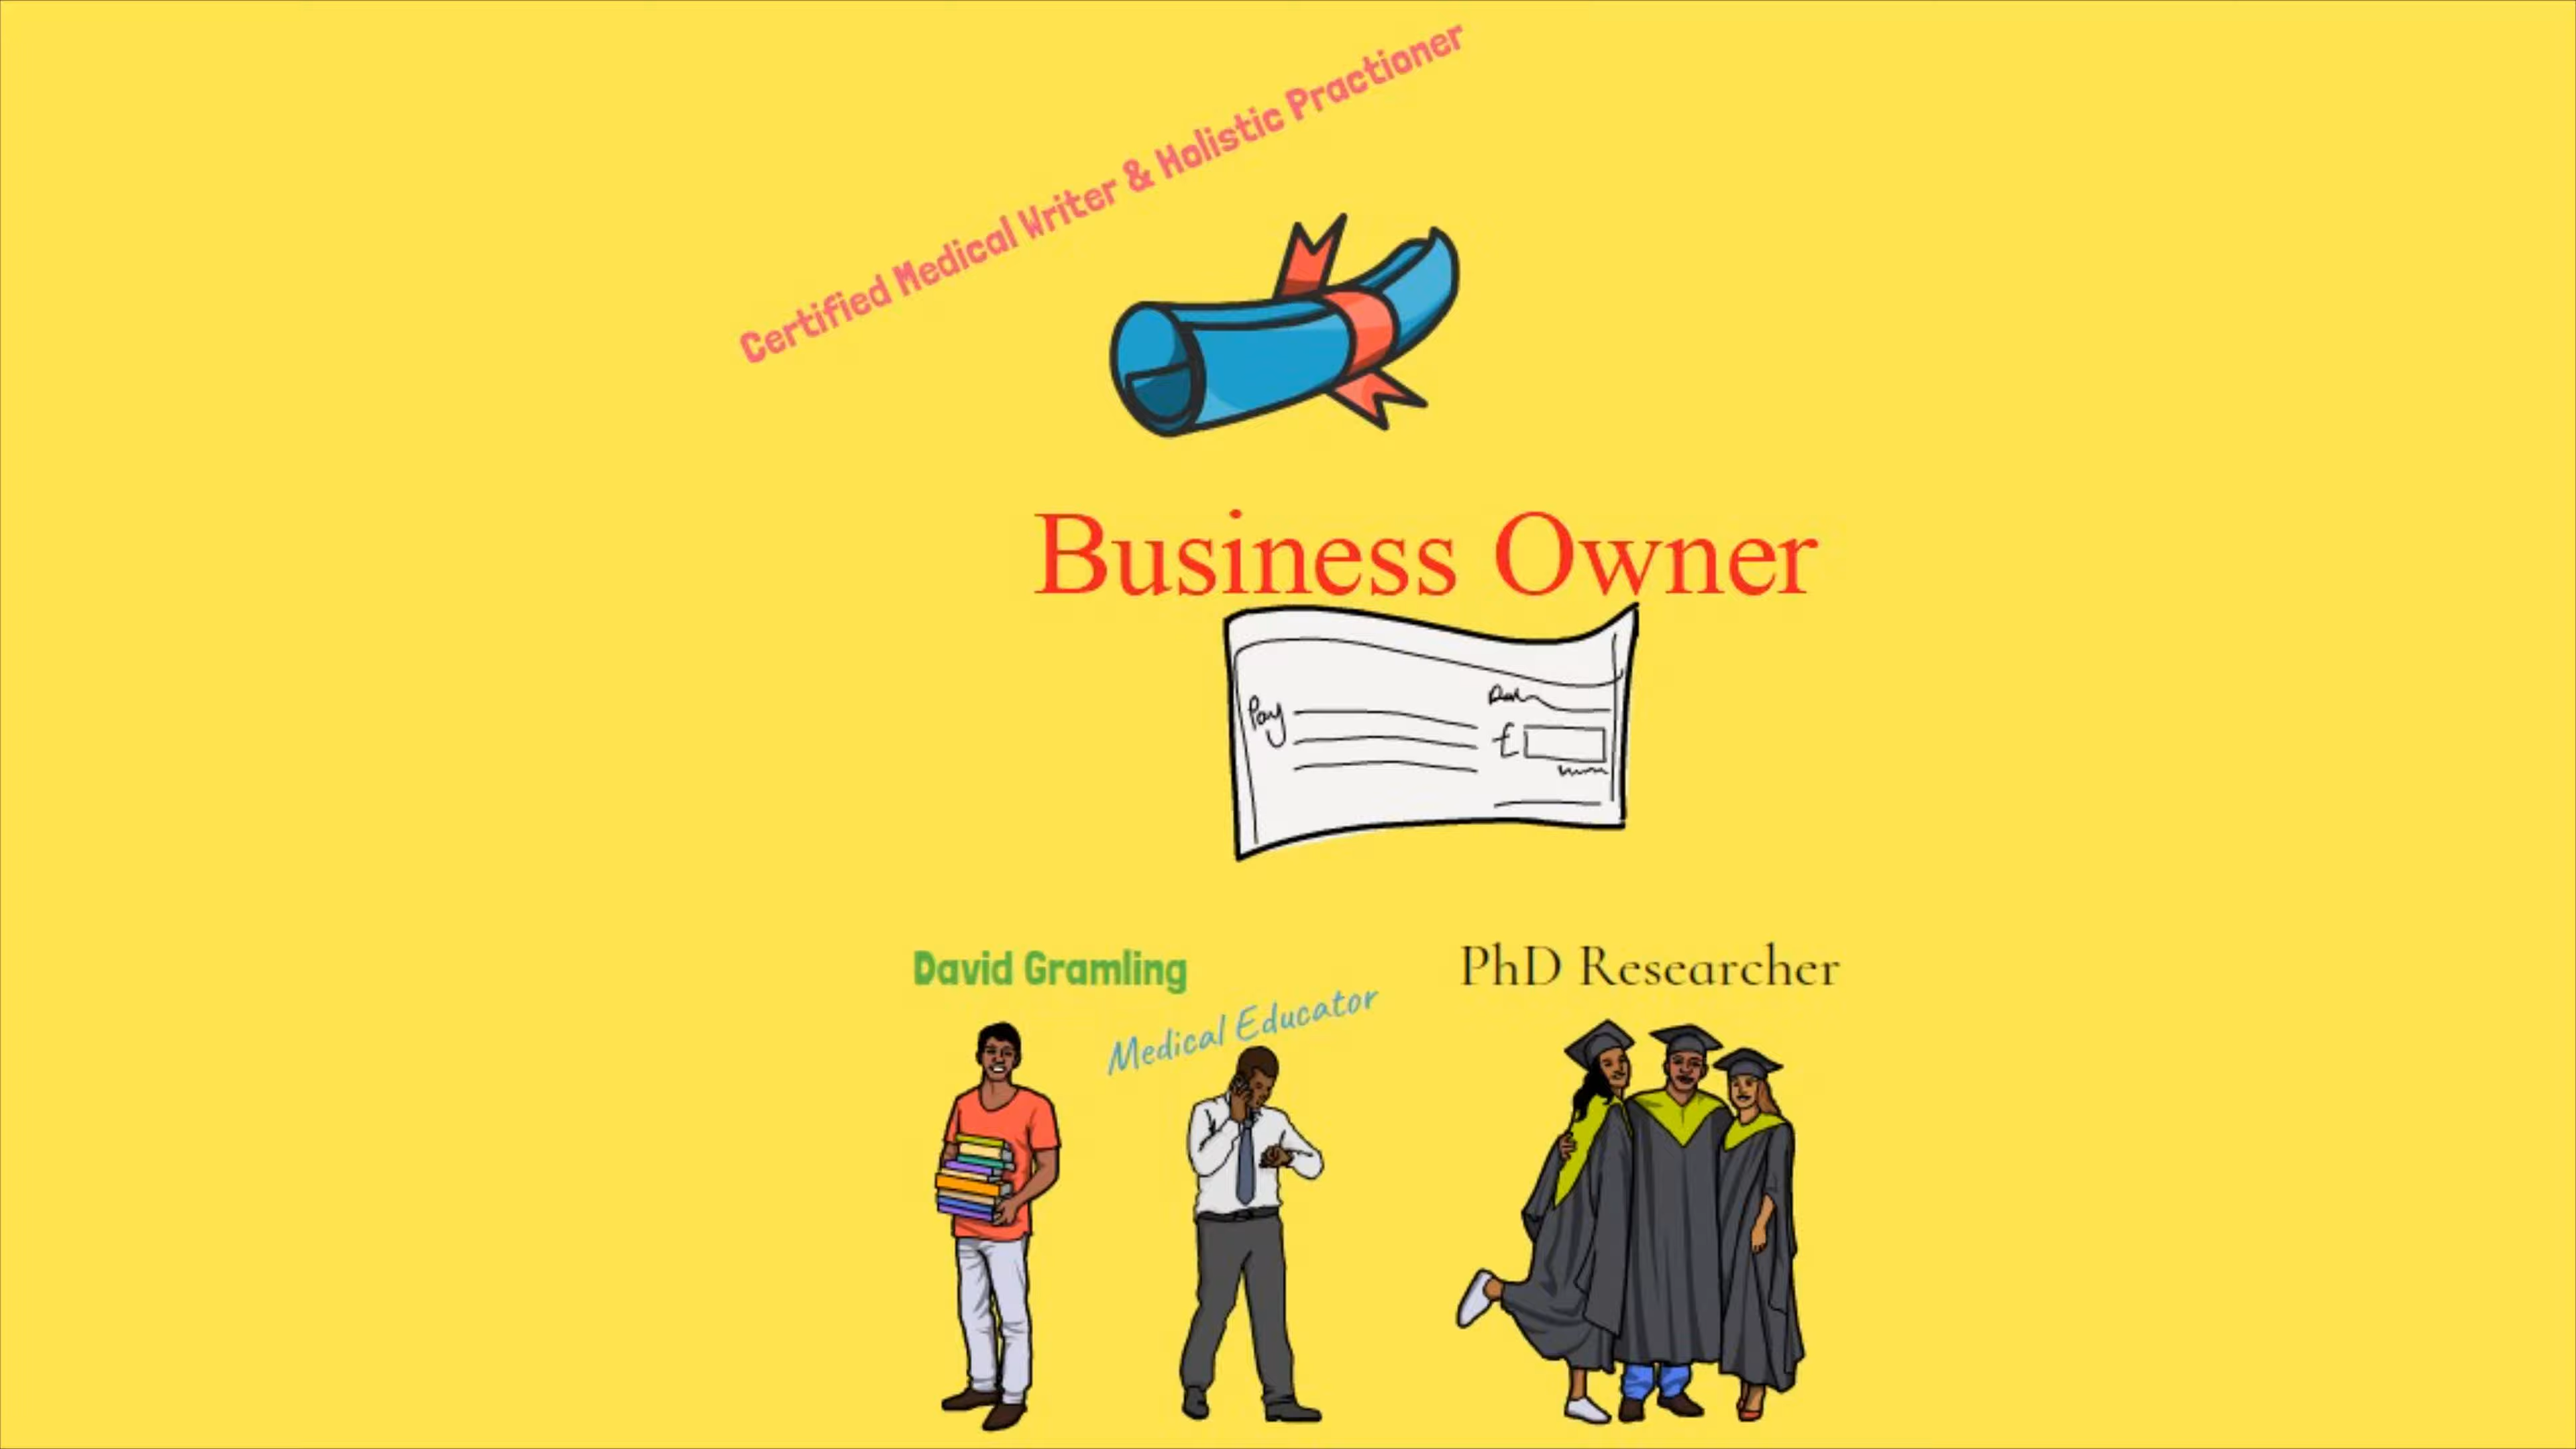 Certified Medical Writer & Holistic Practioner
Business Owner
Pay
£
David Gramling
PhD Researcher
Medical Educator